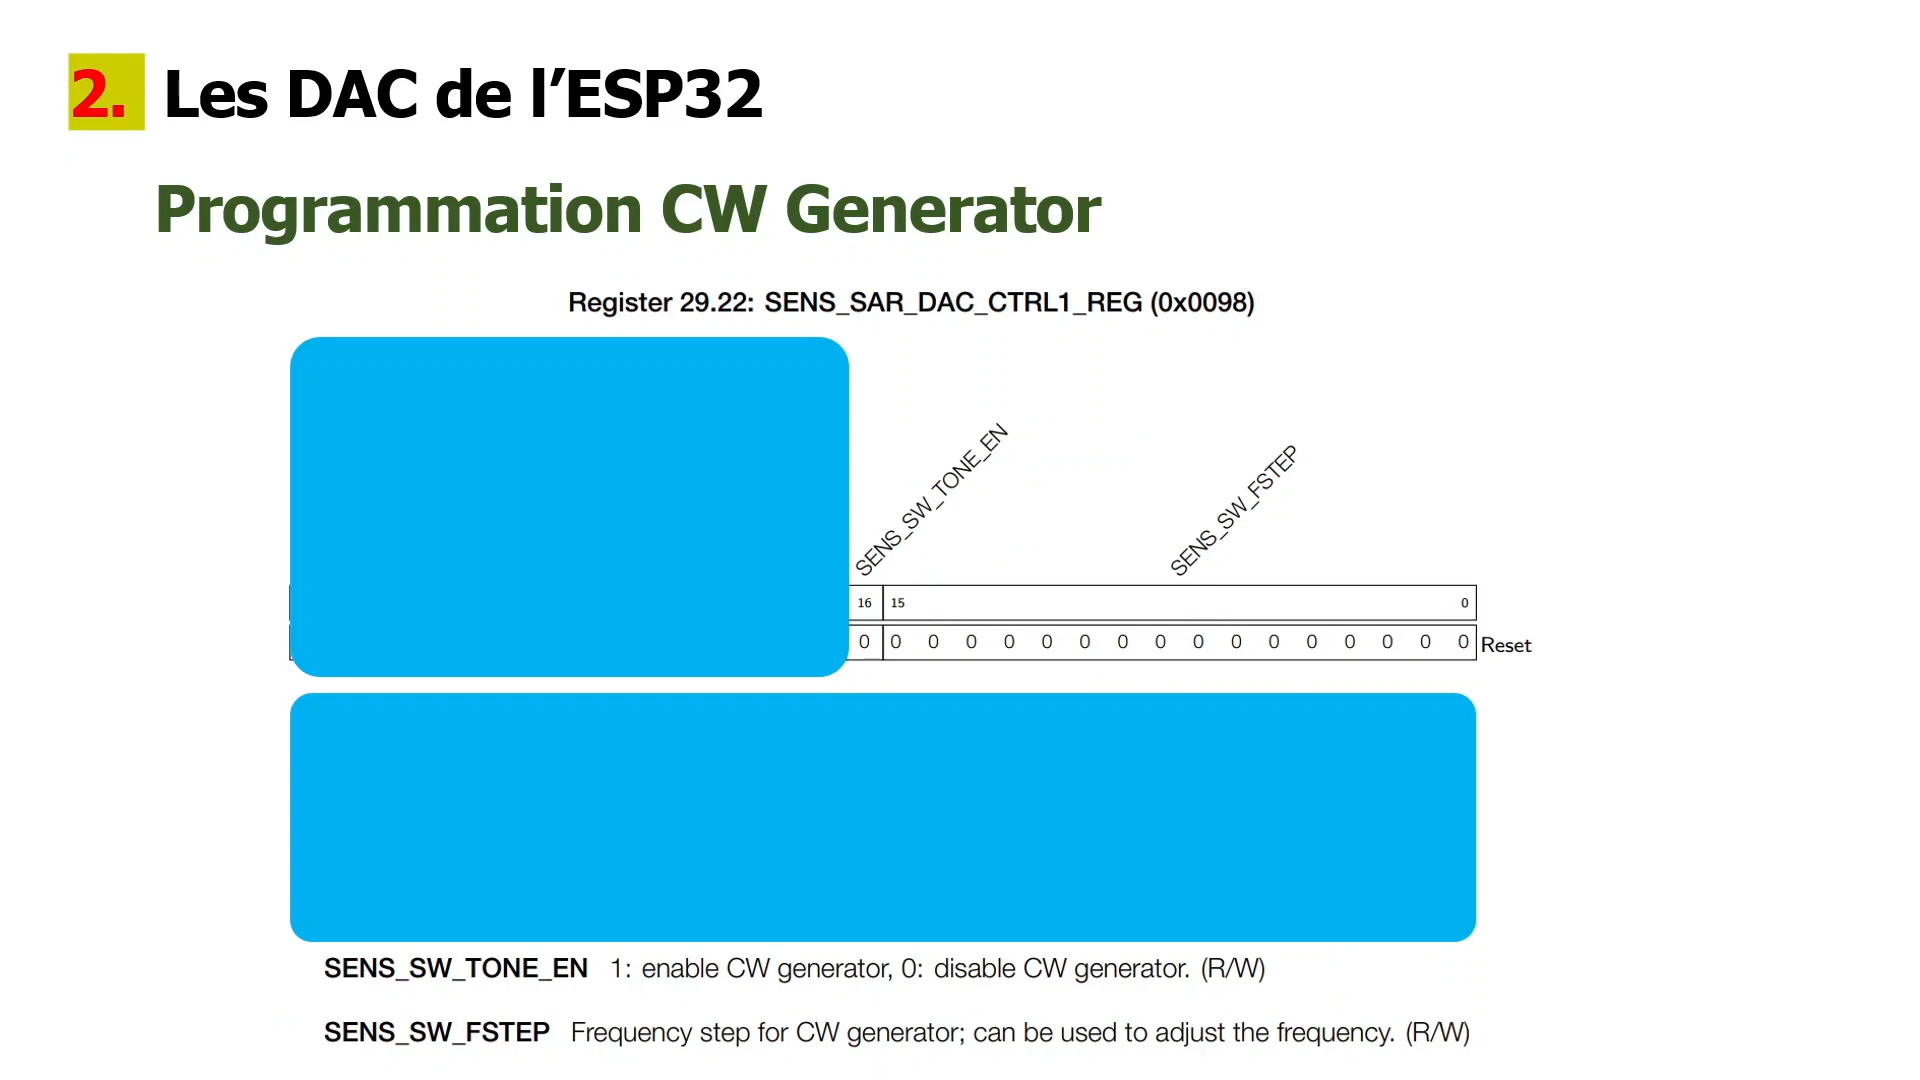 2. Les DAC de l’ESP32
Programmation CW Generator
Register 29.22: SENS_SAR_DAC_CTRL1_REG (0x0098)
SENS_SW_TONE_EN
SENS_SW_FSTEP
16 15 0
0 0 0 0 0 0 0 0 0 0 0 0 0 0 0 0 0 Reset
SENS_SW_TONE_EN 1: enable CW generator, 0: disable CW generator. (R/W)
SENS_SW_FSTEP Frequency step for CW generator; can be used to adjust the frequency. (R/W)